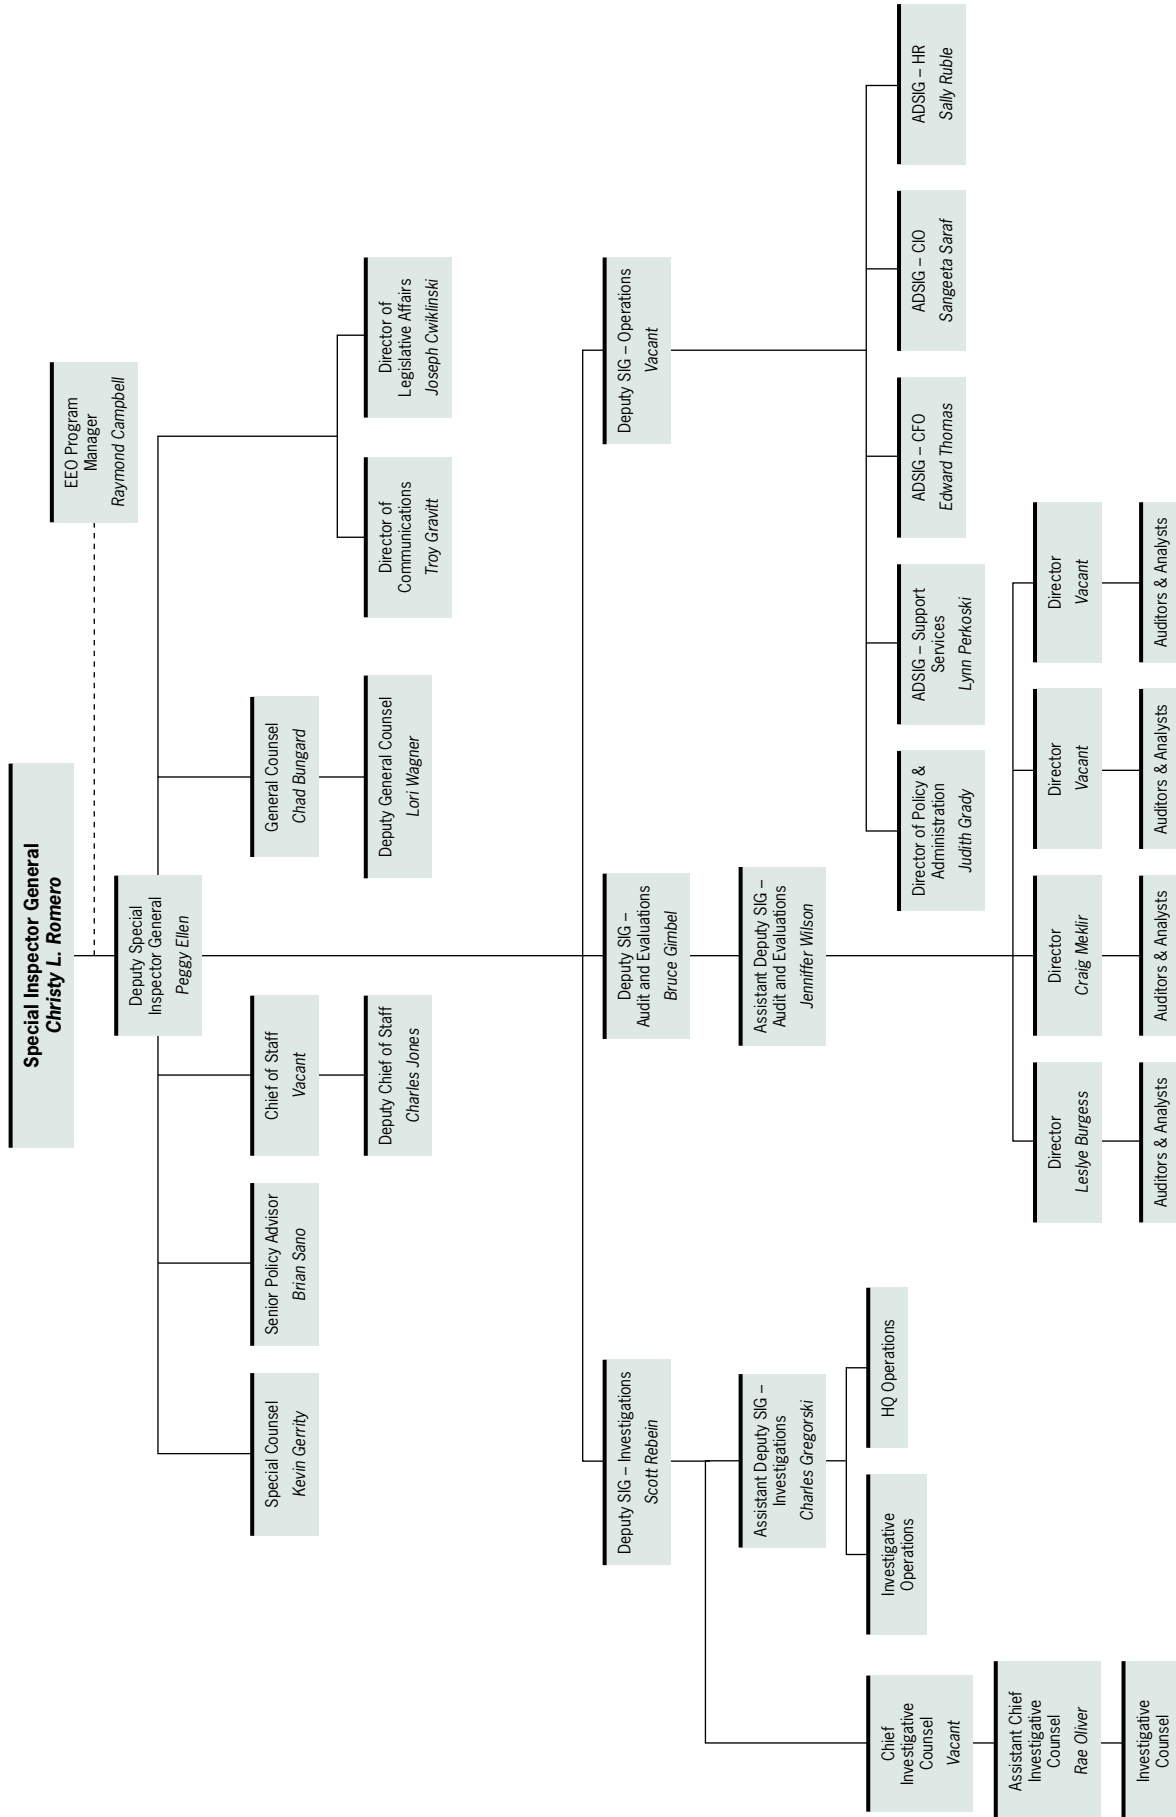 Special Inspector General
Christy L. Romero
EEO Program
Manager
Raymond Campbell
Deputy Special
Inspector General
Peggy Ellen
Special Counsel
Kevin Gerrity
Senior Policy Advisor
Brian Sano
Chief of Staff
Vacant
General Counsel
Chad Bungard
Deputy Chief of Staff
Charles Jones
Deputy General Counsel
Lori Wagner
Director of
Communications
Troy Gravitt
Director of
Legislative Affairs
Joseph Cwiklinski
Deputy SIG – Investigations
Scott Rebein
Deputy SIG –
Audit and Evaluations
Bruce Gimbel
Deputy SIG – Operations
Vacant
Assistant Deputy SIG –
Investigations
Charles Gregorski
Assistant Deputy SIG –
Audit and Evaluations
Jenniffer Wilson
Chief
Investigative
Counsel
Vacant
Investigative
Operations
HQ Operations
Director of Policy &
Administration
Judith Grady
ADSIG – Support
Services
Lynn Perkoski
ADSIG – CFO
Edward Thomas
ADSIG – CIO
Sangeeta Saraf
ADSIG – HR
Sally Ruble
Assistant Chief
Investigative
Counsel
Rae Oliver
Director
Leslye Burgess
Director
Craig Meklir
Director
Vacant
Director
Vacant
Investigative
Counsel
Auditors & Analysts
Auditors & Analysts
Auditors & Analysts
Auditors & Analysts